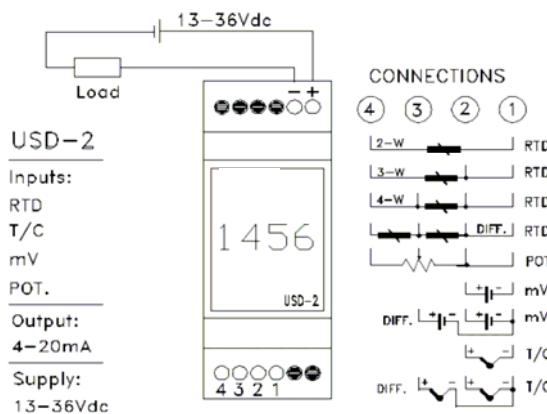 13-36Vdc
Load
- +
USD-2
Inputs:
RTD
T/C
mV
POT.
Output:
4-20mA
Supply:
13-36Vdc
1456
USD-2
4 3 2 1
CONNECTIONS
4 3 2 1
2-W RTD
3-W RTD
4-W RTD
DIFF. RTD
POT
+ - mV
DIFF. + - + - mV
+ - T/C
DIFF. + - + - T/C